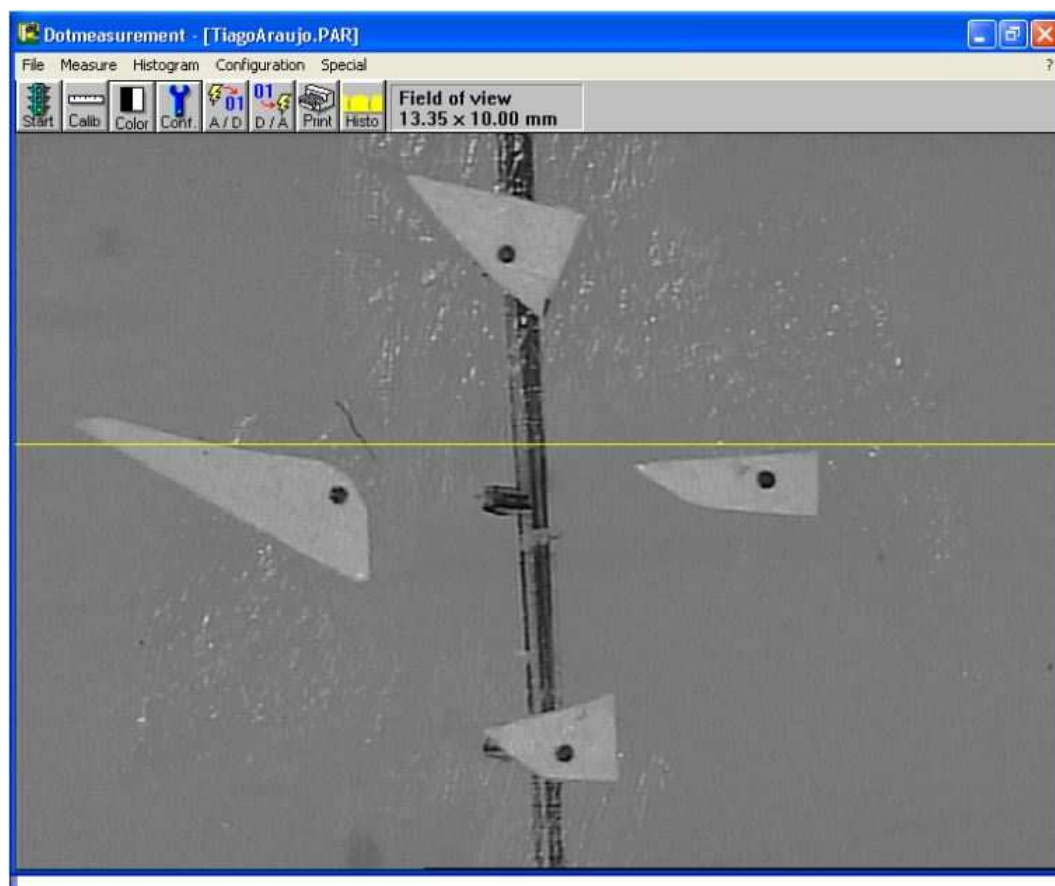 Dotmeasurement - [TiagoAraujo.PAR]
File Measure Histogram Configuration Special ?
Start Calib Color Conf. A / D D / A Print Histo
01 01
Field of view
13.35 x 10.00 mm